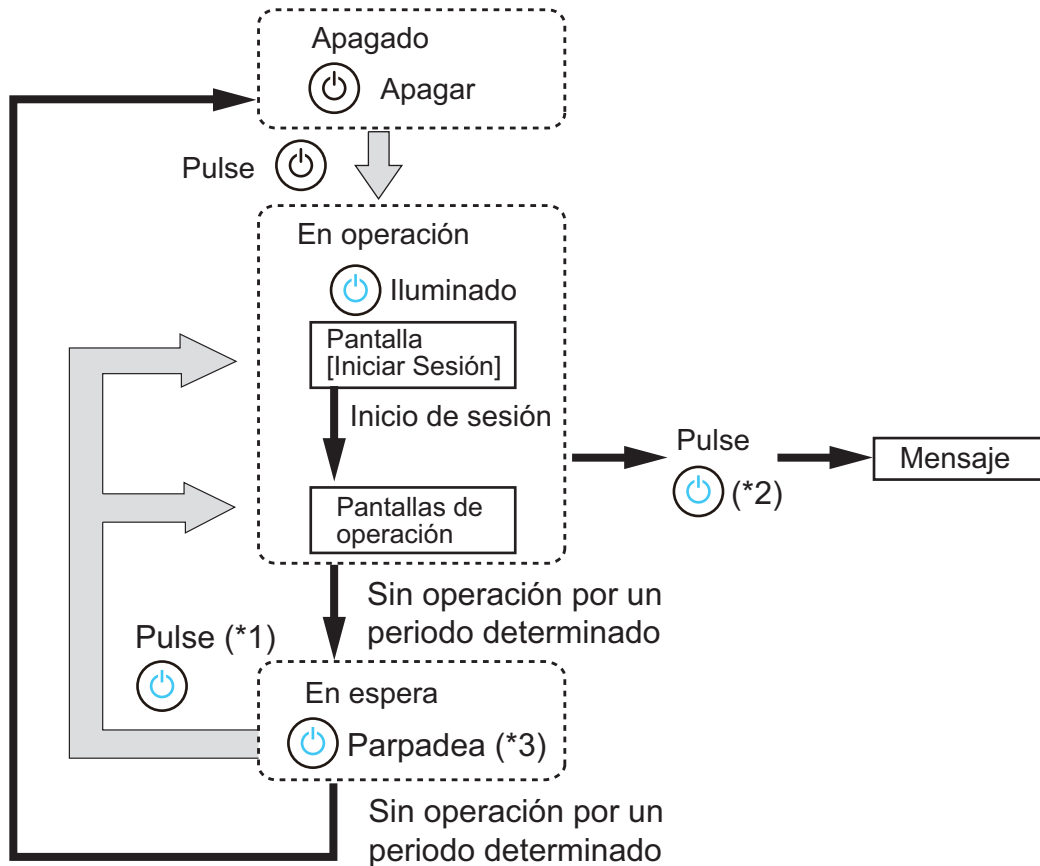 Apagado
Apagar
Pulse
En operación
Iluminado
Pantalla
[Iniciar Sesión]
Inicio de sesión
Pulse
(*2)
Mensaje
Pantallas de
operación
Sin operación por un
periodo determinado
Pulse (*1)
En espera
Parpadea (*3)
Sin operación por un
periodo determinado